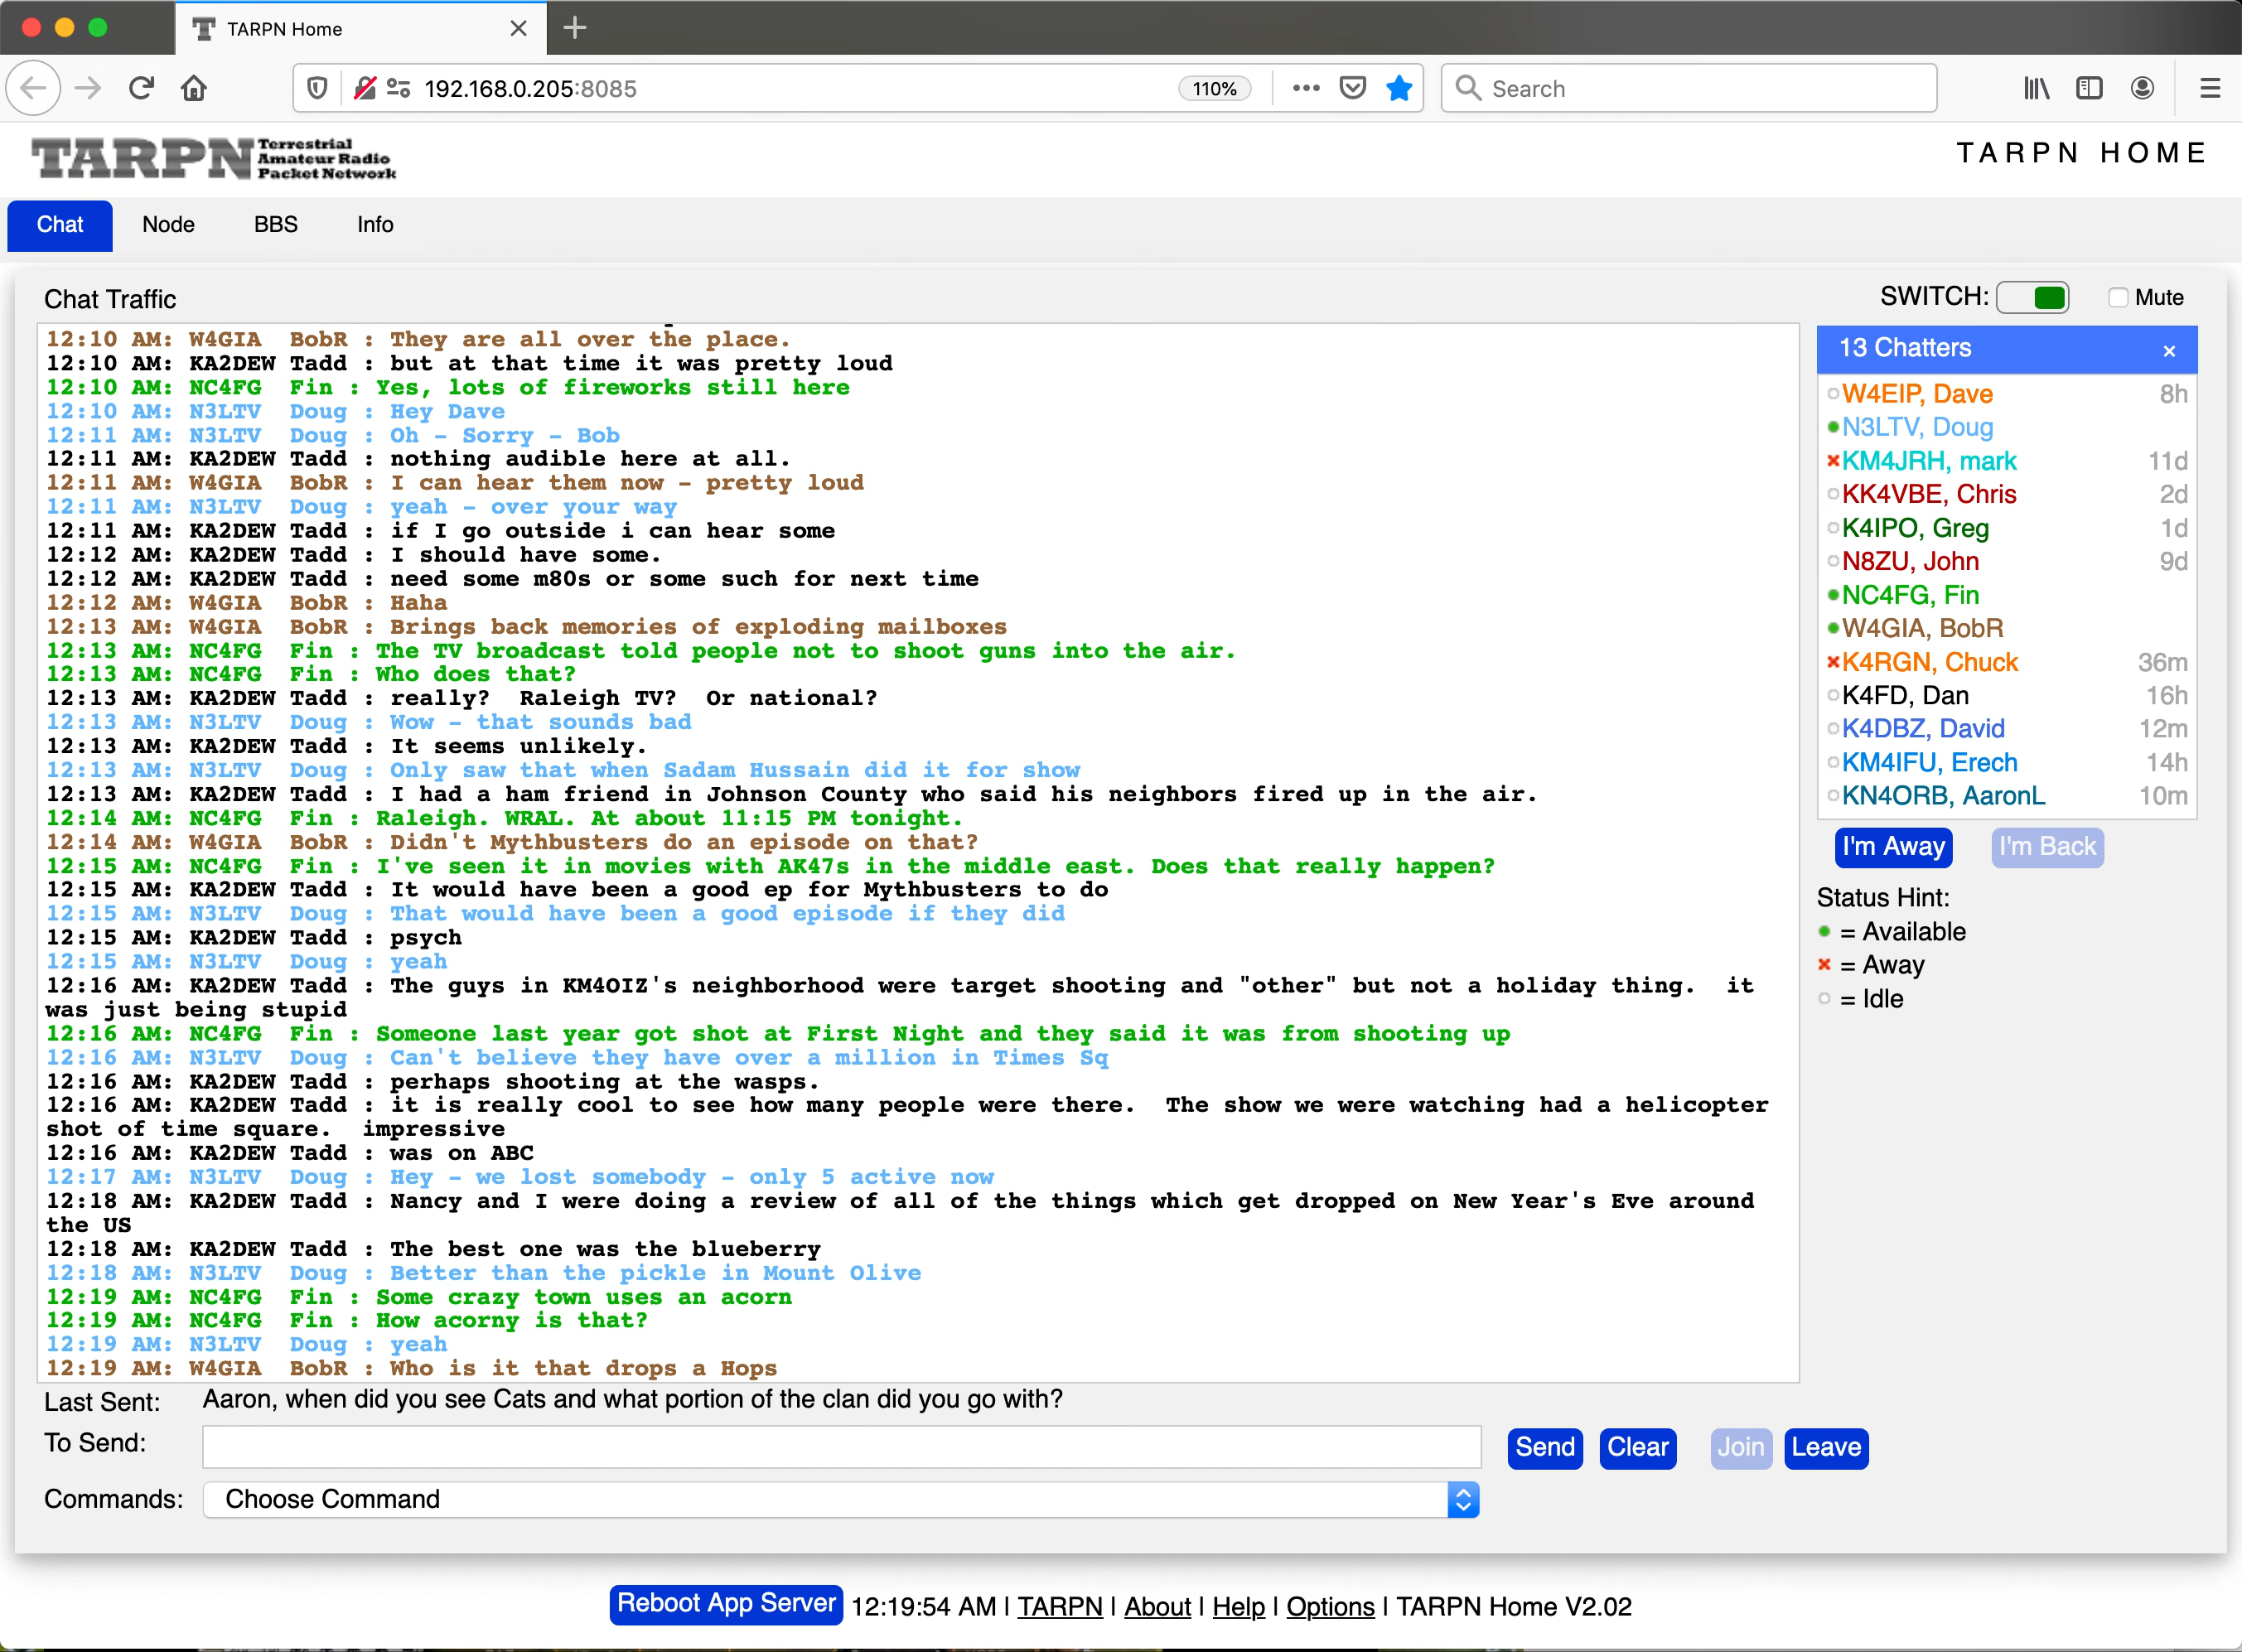 TARPN Home
192.168.0.205:8085
110%
Search
TARPN Terrestrial
Amateur Radio
Packet Network
TARPN HOME
Chat Node BBS Info
Chat Traffic
SWITCH: Mute
12:10 AM: W4GIA BobR : They are all over the place.
12:10 AM: KA2DEW Tadd : but at that time it was pretty loud
12:10 AM: NC4FG Fin : Yes, lots of fireworks still here
12:10 AM: N3LTV Doug : Hey Dave
12:11 AM: N3LTV Doug : Oh - Sorry - Bob
12:11 AM: KA2DEW Tadd : nothing audible here at all.
12:11 AM: W4GIA BobR : I can hear them now - pretty loud
12:11 AM: N3LTV Doug : yeah - over your way
12:11 AM: KA2DEW Tadd : if I go outside i can hear some
12:12 AM: KA2DEW Tadd : I should have some.
12:12 AM: KA2DEW Tadd : need some m80s or some such for next time
12:12 AM: W4GIA BobR : Haha
12:13 AM: W4GIA BobR : Brings back memories of exploding mailboxes
12:13 AM: NC4FG Fin : The TV broadcast told people not to shoot guns into the air.
12:13 AM: NC4FG Fin : Who does that?
12:13 AM: KA2DEW Tadd : really? Raleigh TV? Or national?
12:13 AM: N3LTV Doug : Wow - that sounds bad
12:13 AM: KA2DEW Tadd : It seems unlikely.
12:13 AM: N3LTV Doug : Only saw that when Sadam Hussain did it for show
12:13 AM: KA2DEW Tadd : I had a ham friend in Johnson County who said his neighbors fired up in the air.
12:14 AM: NC4FG Fin : Raleigh. WRAL. At about 11:15 PM tonight.
12:14 AM: W4GIA BobR : Didn't Mythbusters do an episode on that?
12:15 AM: NC4FG Fin : I've seen it in movies with AK47s in the middle east. Does that really happen?
12:15 AM: KA2DEW Tadd : It would have been a good ep for Mythbusters to do
12:15 AM: N3LTV Doug : That would have been a good episode if they did
12:15 AM: KA2DEW Tadd : psych
12:15 AM: N3LTV Doug : yeah
12:16 AM: KA2DEW Tadd : The guys in KM4OIZ's neighborhood were target shooting and "other" but not a holiday thing. it
was just being stupid
12:16 AM: NC4FG Fin : Someone last year got shot at First Night and they said it was from shooting up
12:16 AM: N3LTV Doug : Can't believe they have over a million in Times Sq
12:16 AM: KA2DEW Tadd : perhaps shooting at the wasps.
12:16 AM: KA2DEW Tadd : it is really cool to see how many people were there. The show we were watching had a helicopter
shot of time square. impressive
12:16 AM: KA2DEW Tadd : was on ABC
12:17 AM: N3LTV Doug : Hey - we lost somebody - only 5 active now
12:18 AM: KA2DEW Tadd : Nancy and I were doing a review of all of the things which get dropped on New Year's Eve around
the US
12:18 AM: KA2DEW Tadd : The best one was the blueberry
12:18 AM: N3LTV Doug : Better than the pickle in Mount Olive
12:19 AM: NC4FG Fin : Some crazy town uses an acorn
12:19 AM: NC4FG Fin : How acorny is that?
12:19 AM: N3LTV Doug : yeah
12:19 AM: W4GIA BobR : Who is it that drops a Hops
13 Chatters ×
W4EIP, Dave 8h
N3LTV, Doug
KM4JRH, mark 11d
KK4VBE, Chris 2d
K4IPO, Greg 1d
N8ZU, John 9d
NC4FG, Fin
W4GIA, BobR
K4RGN, Chuck 36m
K4FD, Dan 16h
K4DBZ, David 12m
KM4IFU, Erech 14h
KN4ORB, AaronL 10m
I'm Away I'm Back
Status Hint:
= Available
= Away
= Idle
Last Sent: Aaron, when did you see Cats and what portion of the clan did you go with?
To Send:
Send Clear Join Leave
Commands: Choose Command
Reboot App Server 12:19:54 AM | TARPN | About | Help | Options | TARPN Home V2.02